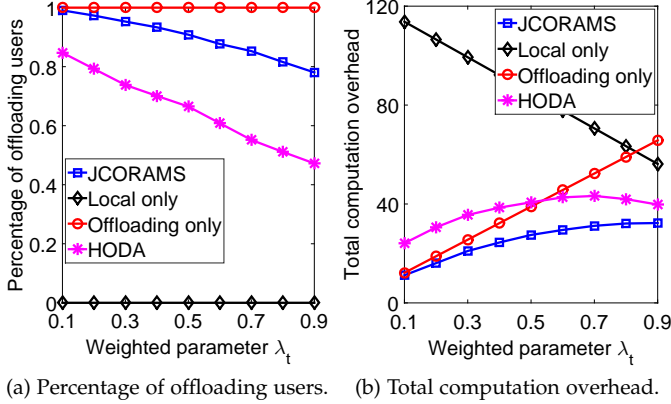 Percentage of offloading users
1
0.8
0.6
0.4
0.2
0
JCORAMS
Local only
Offloading only
HODA
0.1 0.3 0.5 0.7 0.9
Weighted parameter λt
(a) Percentage of offloading users.
Total computation overhead
120
80
40
0
JCORAMS
Local only
Offloading only
HODA
0.1 0.3 0.5 0.7 0.9
Weighted parameter λt
(b) Total computation overhead.